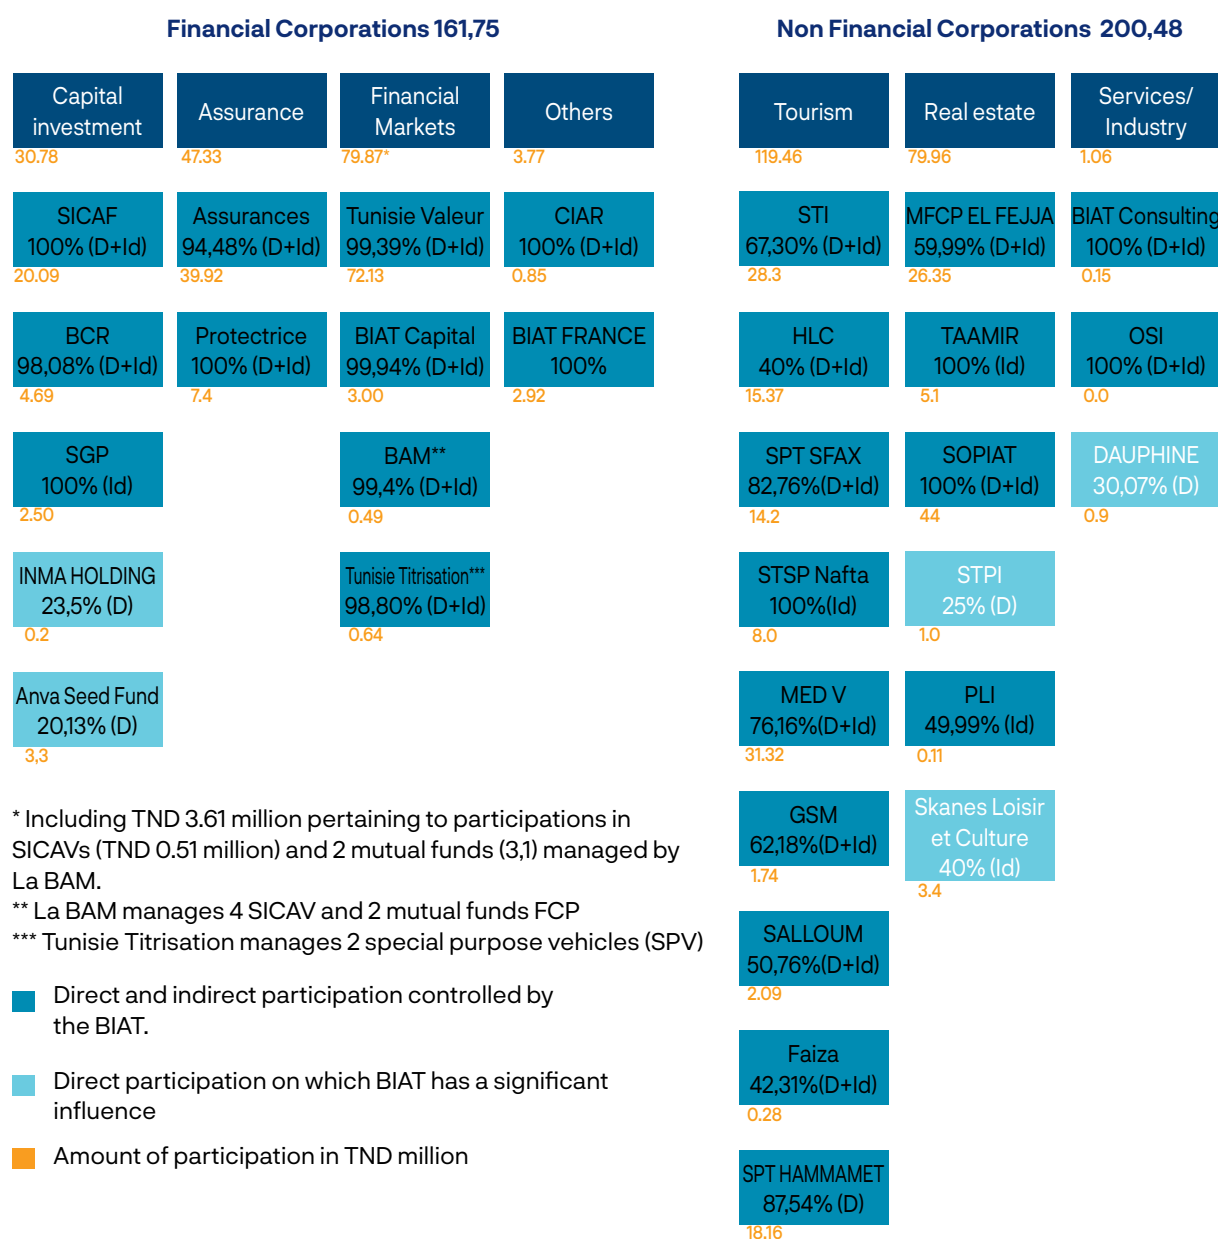 Financial Corporations 161,75
Capital
investment
30.78
Assurance
47.33
Financial
Markets
79.87*
Others
3.77
SICAF
100% (D+Id)
20.09
Assurances
94,48% (D+Id)
39.92
Tunisie Valeur
99,39% (D+Id)
72.13
CIAR
100% (D+Id)
0.85
BCR
98,08% (D+Id)
4.69
Protectrice
100% (D+Id)
7.4
BIAT Capital
99,94% (D+Id)
3.00
BIAT FRANCE
100%
2.92
SGP
100% (Id)
2.50
BAM**
99,4% (D+Id)
0.49
INMA HOLDING
23,5% (D)
0.2
Tunisie Titrisation***
98,80% (D+Id)
0.64
Anva Seed Fund
20,13% (D)
3,3
Non Financial Corporations 200,48
Tourism
119.46
Real estate
79.96
Services/
Industry
1.06
STI
67,30% (D+Id)
28.3
MFCP EL FEJJA
59,99% (D+Id)
26.35
BIAT Consulting
100% (D+Id)
0.15
HLC
40% (D+Id)
15.37
TAAMIR
100% (Id)
5.1
OSI
100% (D+Id)
0.0
SPT SFAX
82,76%(D+Id)
14.2
SOPIAT
100% (D+Id)
44
DAUPHINE
30,07% (D)
0.9
STSP Nafta
100%(Id)
8.0
STPI
25% (D)
1.0
MED V
76,16%(D+Id)
31.32
PLI
49,99% (Id)
0.11
GSM
62,18%(D+Id)
1.74
Skanes Loisir
et Culture
40% (Id)
3.4
SALLOUM
50,76%(D+Id)
2.09
Faiza
42,31%(D+Id)
0.28
SPT HAMMAMET
87,54% (D)
18.16
* Including TND 3.61 million pertaining to participations in
SICAVs (TND 0.51 million) and 2 mutual funds (3,1) managed by
La BAM.
** La BAM manages 4 SICAV and 2 mutual funds FCP
*** Tunisie Titrisation manages 2 special purpose vehicles (SPV)
Direct and indirect participation controlled by
the BIAT.
Direct participation on which BIAT has a significant
influence
Amount of participation in TND million